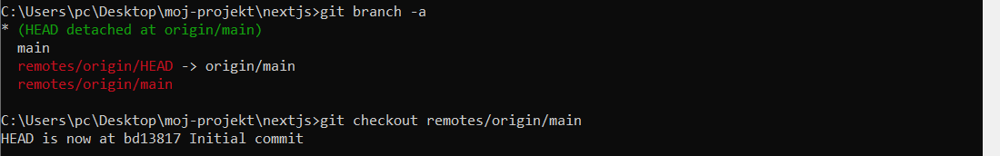 C:\Users\pc\Desktop\moj-projekt\nextjs>git branch -a
* (HEAD detached at origin/main)
  main
  remotes/origin/HEAD -> origin/main
  remotes/origin/main
C:\Users\pc\Desktop\moj-projekt\nextjs>git checkout remotes/origin/main
HEAD is now at bd13817 Initial commit